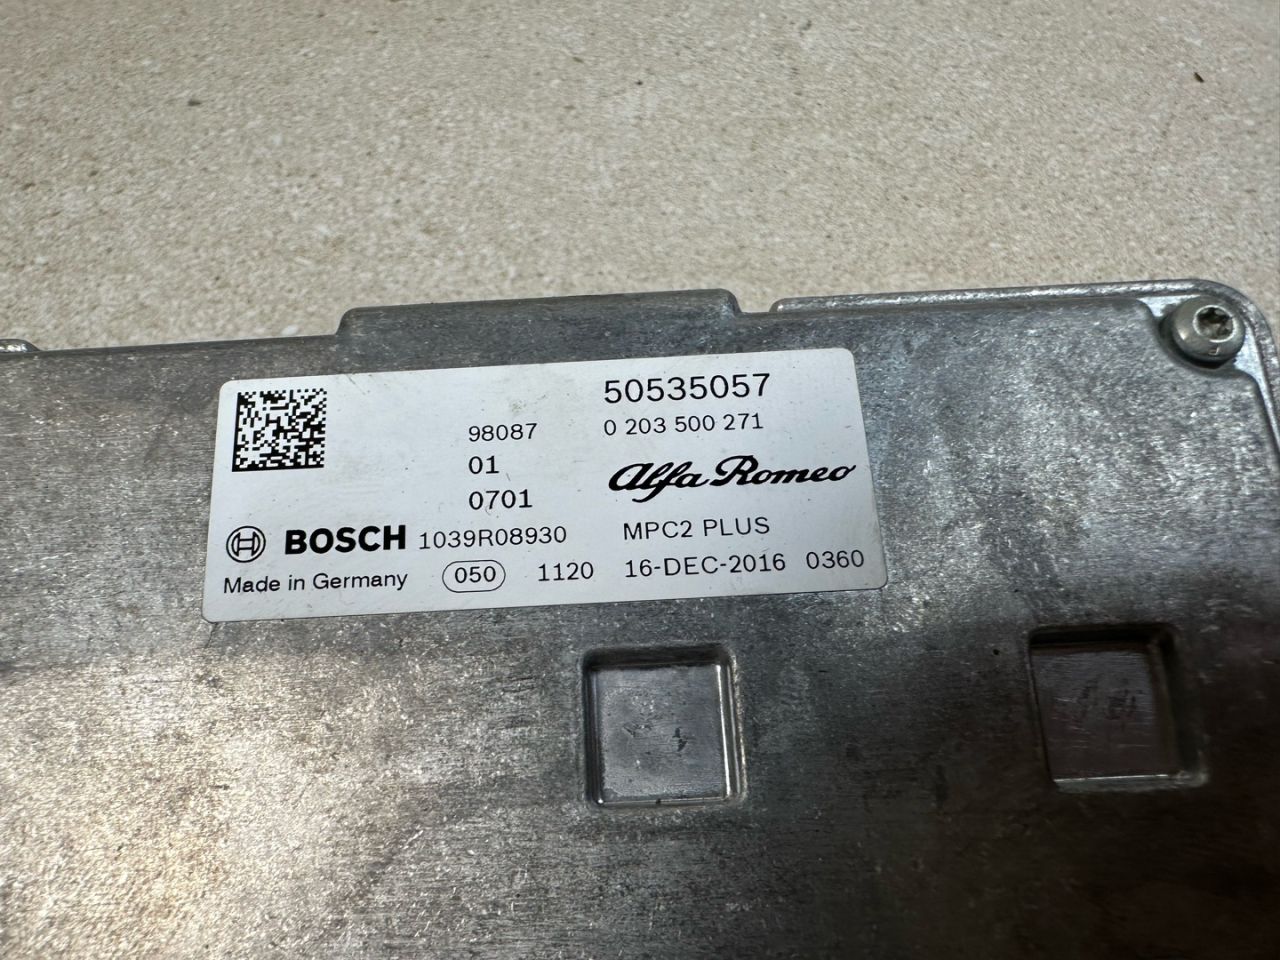 50535057
98087 0 203 500 271
01
Alfa Romeo
0701
BOSCH 1039R08930 MPC2 PLUS
Made in Germany 050 1120 16-DEC-2016 0360